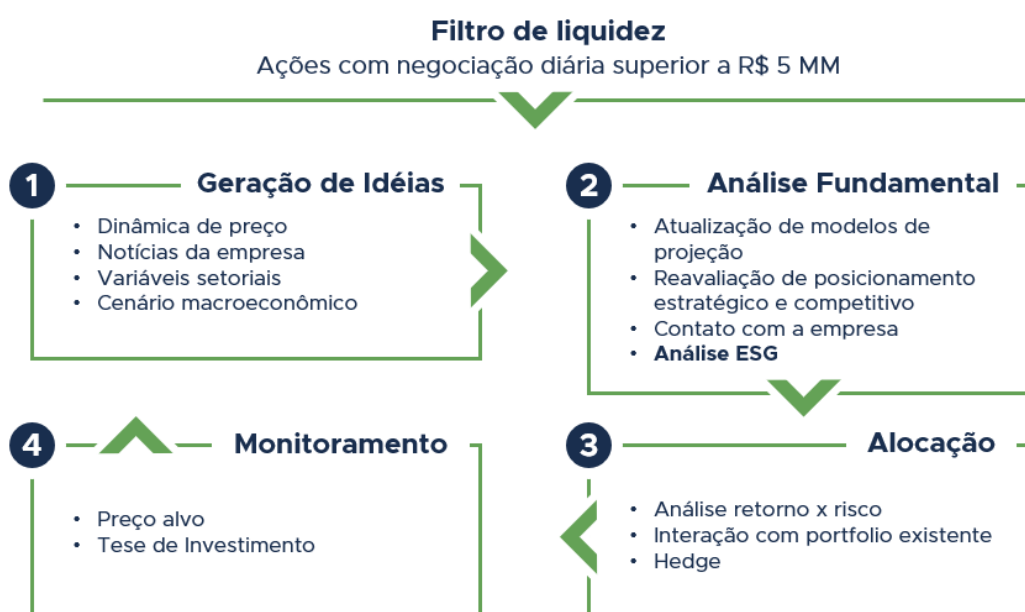 Filtro de liquidez
Ações com negociação diária superior a R$ 5 MM
1
Geração de Idéias
• Dinâmica de preço
• Notícias da empresa
• Variáveis setoriais
• Cenário macroeconômico
2
Análise Fundamental
• Atualização de modelos de
projeção
• Reavaliação de posicionamento
estratégico e competitivo
• Contato com a empresa
• Análise ESG
4
Monitoramento
• Preço alvo
• Tese de Investimento
3
Alocação
• Análise retorno x risco
• Interação com portfolio existente
• Hedge